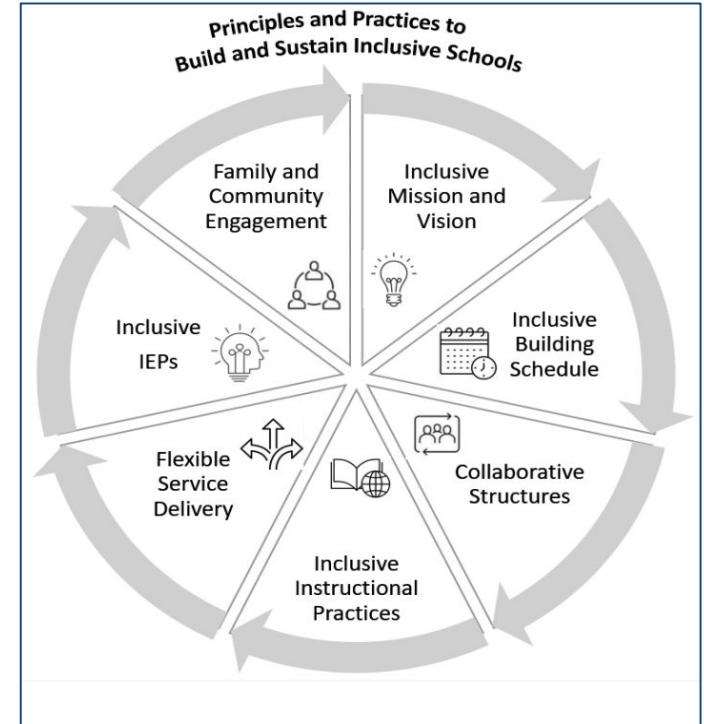 Principles and Practices to
Build and Sustain Inclusive Schools
Inclusive
Mission and
Vision
Inclusive
Building
Schedule
Collaborative
Structures
Inclusive
Instructional
Practices
Flexible
Service
Delivery
Inclusive
IEPs
Family and
Community
Engagement